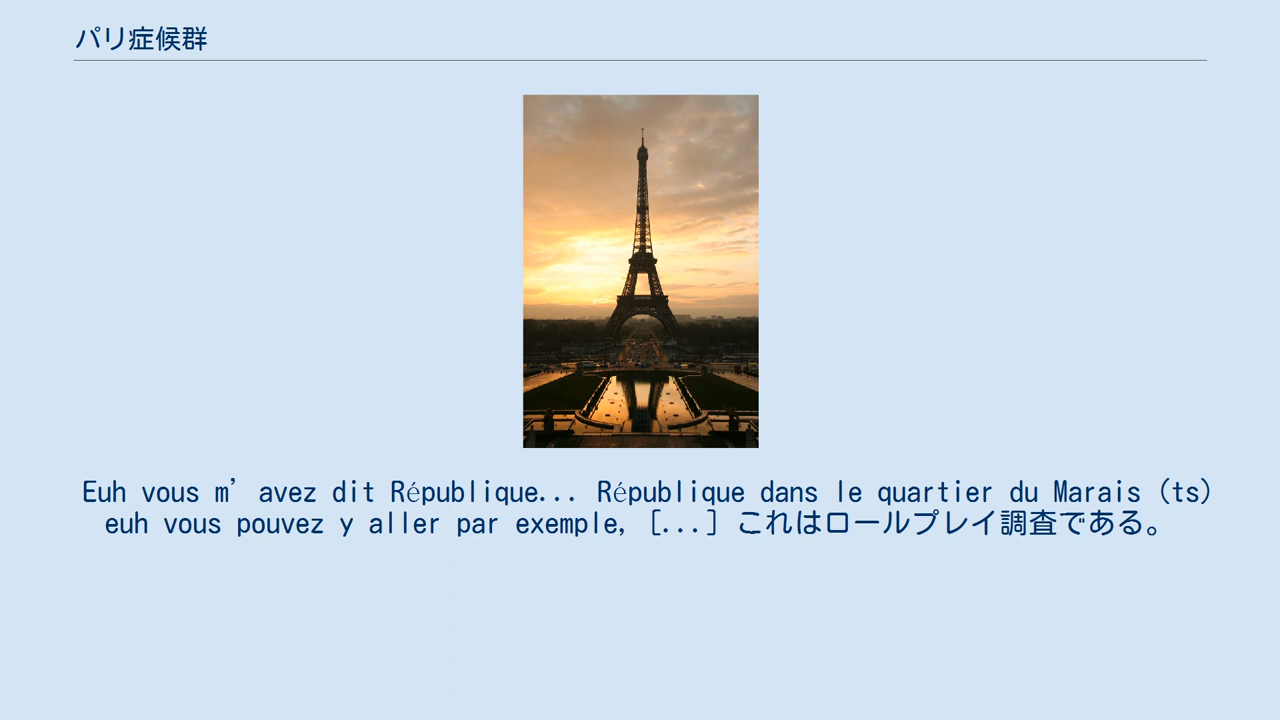 パリ症候群
Euh vous m’avez dit République... République dans le quartier du Marais (ts)
euh vous pouvez y aller par exemple, [...] これはロールプレイ調査である。